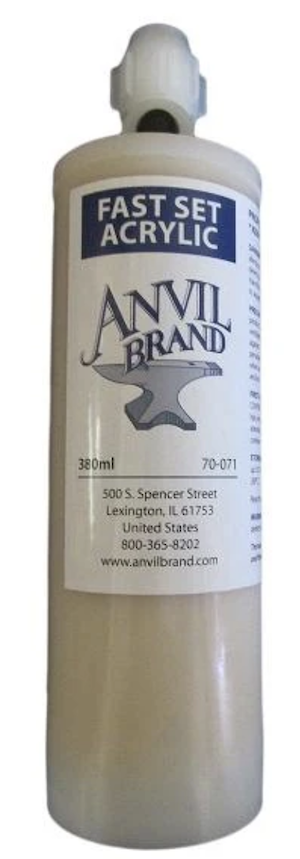 FAST SET
ACRYLIC
ANVIL
BRAND
380ml 70-071
500 S. Spencer Street
Lexington, IL 61753
United States
800-365-8202
www.anvilbrand.com